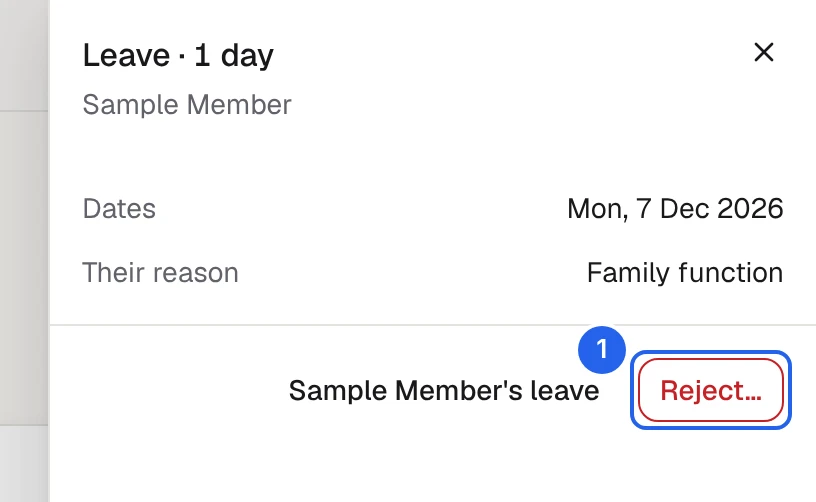 Leave · 1 day
Sample Member
Dates Mon, 7 Dec 2026
Their reason Family function
1
Sample Member's leave Reject...